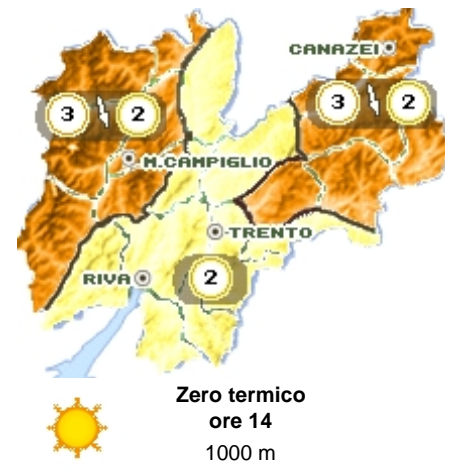 CANAZEI
3 2
3 2
M.CAMPIGLIO
TRENTO
RIVA
2
Zero termico
ore 14
1000 m